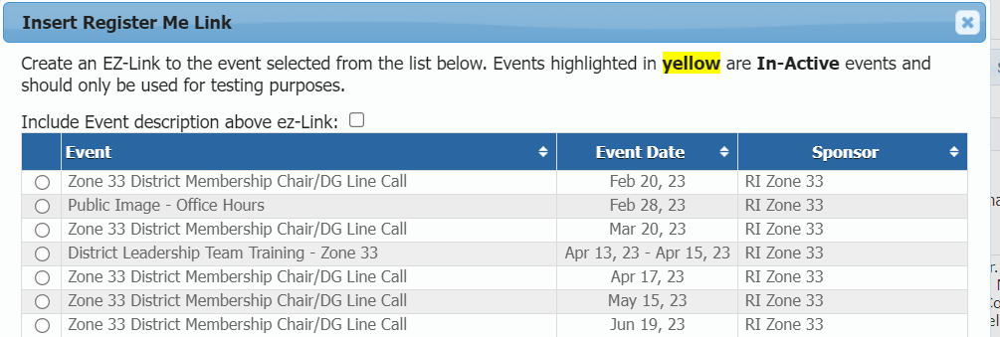 Insert Register Me Link
Create an EZ-Link to the event selected from the list below. Events highlighted in yellow are In-Active events and
should only be used for testing purposes.
Include Event description above ez-Link:
Event Event Date Sponsor
Zone 33 District Membership Chair/DG Line Call Feb 20, 23 RI Zone 33
Public Image - Office Hours Feb 28, 23 RI Zone 33
Zone 33 District Membership Chair/DG Line Call Mar 20, 23 RI Zone 33
District Leadership Team Training - Zone 33 Apr 13, 23 - Apr 15, 23 RI Zone 33
Zone 33 District Membership Chair/DG Line Call Apr 17, 23 RI Zone 33
Zone 33 District Membership Chair/DG Line Call May 15, 23 RI Zone 33
Zone 33 District Membership Chair/DG Line Call Jun 19, 23 RI Zone 33